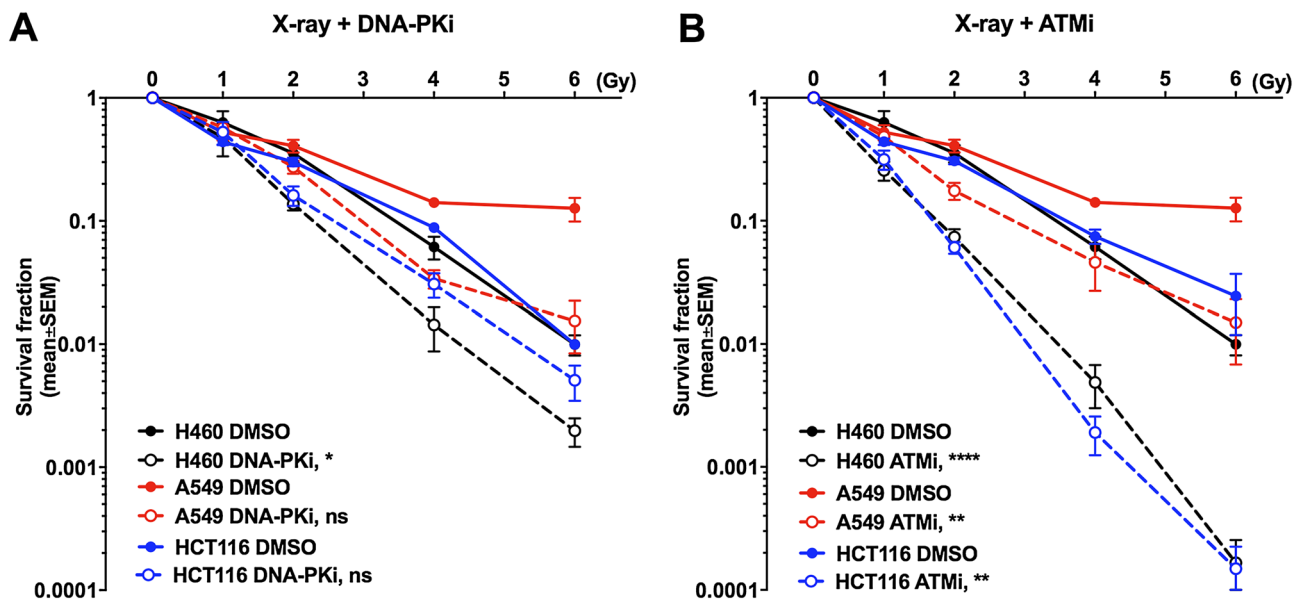 A
X-ray + DNA-PKi
0 1 2 3 4 5 6 (Gy)
1
0.1
0.01
0.001
0.0001
Survival fraction
(mean±SEM)
H460 DMSO
H460 DNA-PKi, *
A549 DMSO
A549 DNA-PKi, ns
HCT116 DMSO
HCT116 DNA-PKi, ns
B
X-ray + ATMi
0 1 2 3 4 5 6 (Gy)
1
0.1
0.01
0.001
0.0001
Survival fraction
(mean±SEM)
H460 DMSO
H460 ATMi, ****
A549 DMSO
A549 ATMi, **
HCT116 DMSO
HCT116 ATMi, **